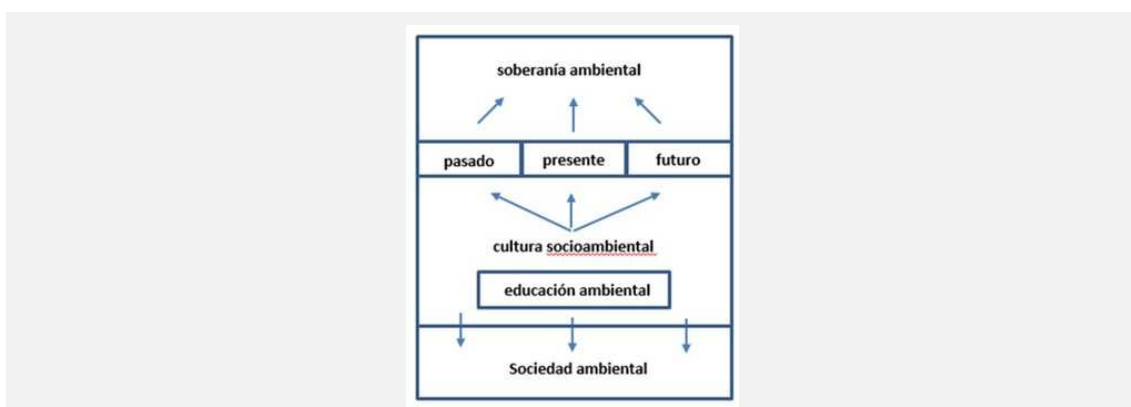 soberanía ambiental
pasado presente futuro
cultura socioambiental
educación ambiental
Sociedad ambiental